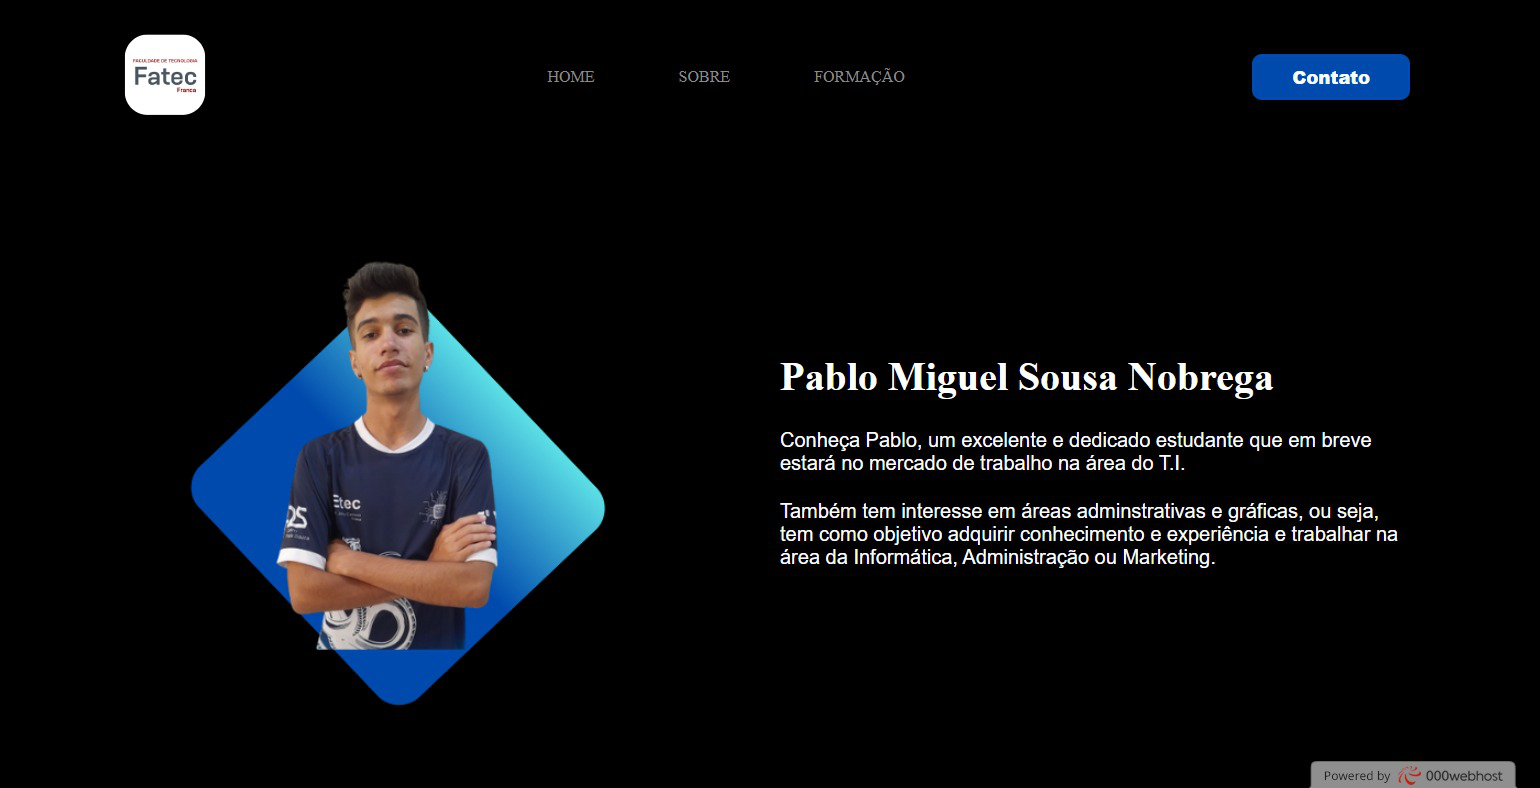 FACULDADE DE TECNOLOGIA
Fatec
Franca
HOME
SOBRE
FORMAÇÃO
Contato
Pablo Miguel Sousa Nobrega
Conheça Pablo, um excelente e dedicado estudante que em breve
estará no mercado de trabalho na área do T.I.
Também tem interesse em áreas adminstrativas e gráficas, ou seja,
tem como objetivo adquirir conhecimento e experiência e trabalhar na
área da Informática, Administração ou Marketing.
Etec
Powered by 000webhost